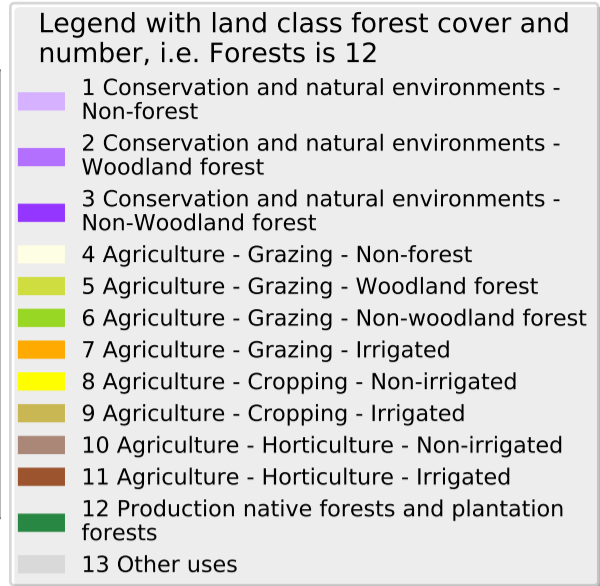 Legend with land class forest cover and
number, i.e. Forests is 12
1 Conservation and natural environments -
Non-forest
2 Conservation and natural environments -
Woodland forest
3 Conservation and natural environments -
Non-Woodland forest
4 Agriculture - Grazing - Non-forest
5 Agriculture - Grazing - Woodland forest
6 Agriculture - Grazing - Non-woodland forest
7 Agriculture - Grazing - Irrigated
8 Agriculture - Cropping - Non-irrigated
9 Agriculture - Cropping - Irrigated
10 Agriculture - Horticulture - Non-irrigated
11 Agriculture - Horticulture - Irrigated
12 Production native forests and plantation
forests
13 Other uses